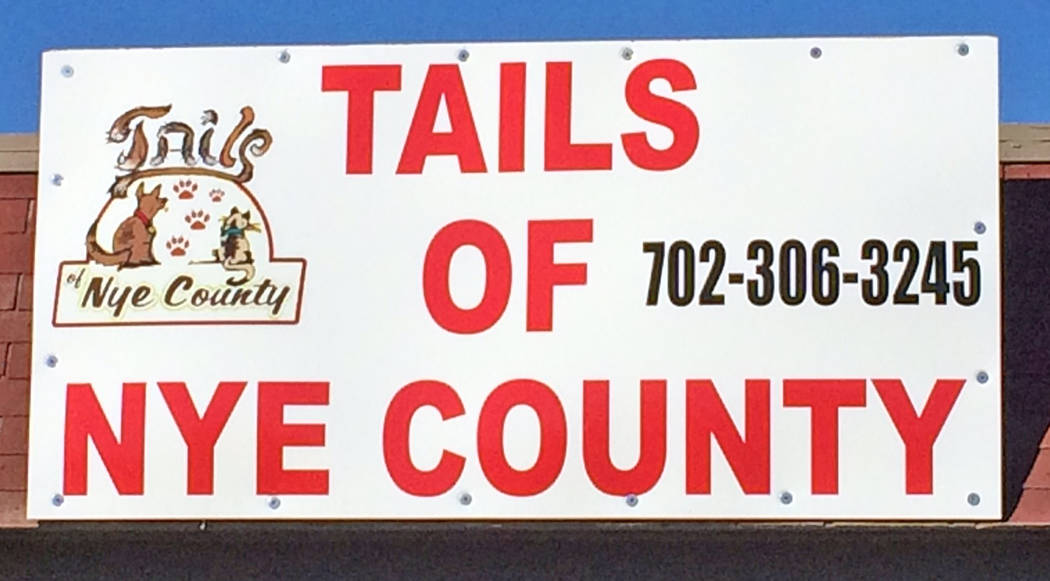 Tails
of Nye County
TAILS
OF
702-306-3245
NYE COUNTY